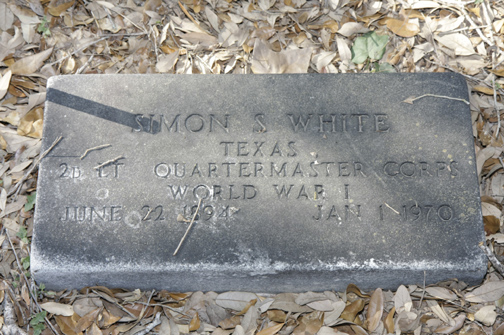 SIMON S WHITE
TEXAS
2D LT QUARTERMASTER CORPS
WORLD WAR I
JUNE 22 1894 JAN 1 1970